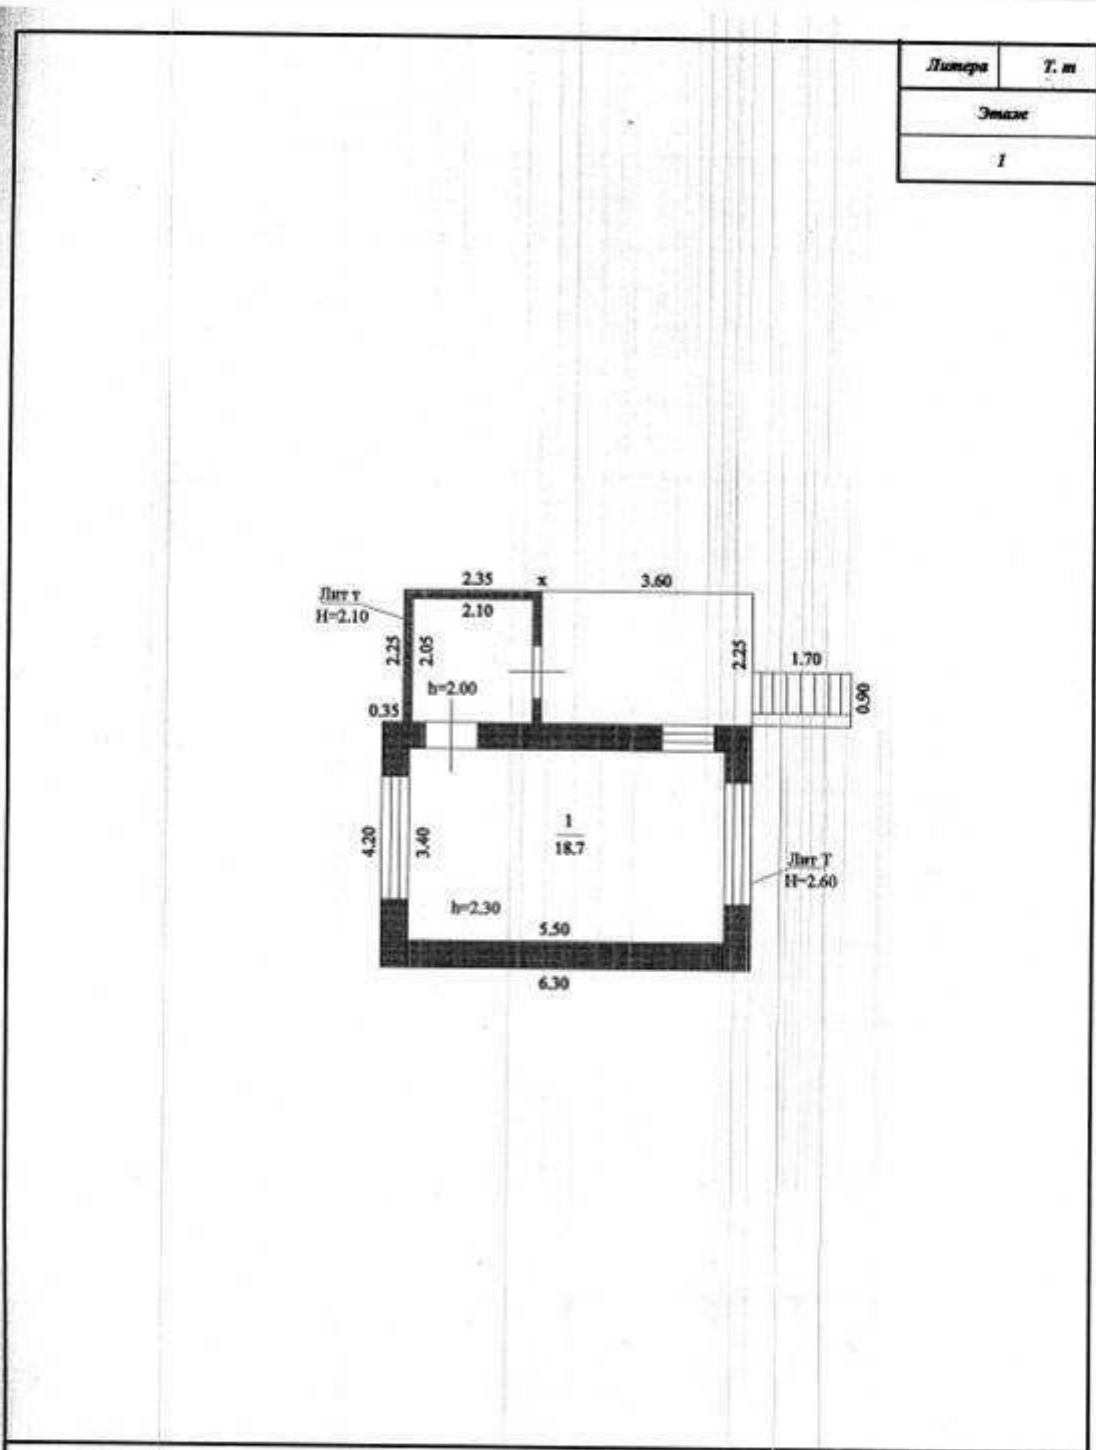 Литера Т. т
Этаж
1
2.35 х 3.60
Лит т
Н=2.10
2.10
2.25
2.05
2.25
1.70
h=2.00
0.90
0.35
1
18.7
4.20
3.40
Лит Т
Н=2.60
h=2.30
5.50
6.30